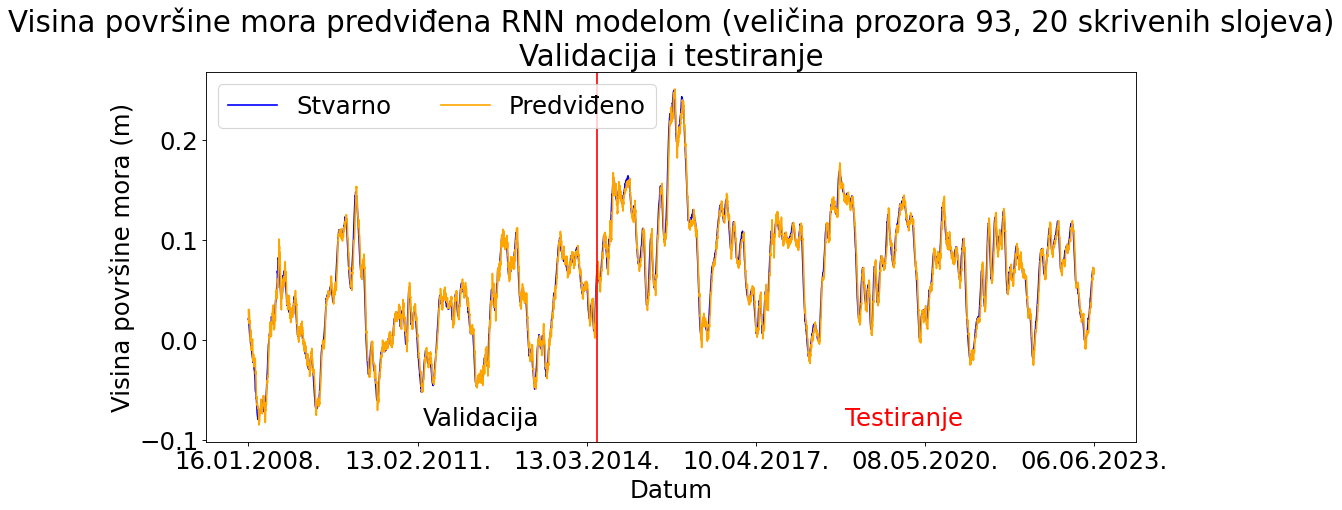 Visina površine mora predviđena RNN modelom (veličina prozora 93, 20 skrivenih slojeva)
Validacija i testiranje
Stvarno
Predviđeno
Visina površine mora (m)
0.2
0.1
0.0
−0.1
Validacija
Testiranje
16.01.2008.
13.02.2011.
13.03.2014.
10.04.2017.
08.05.2020.
06.06.2023.
Datum